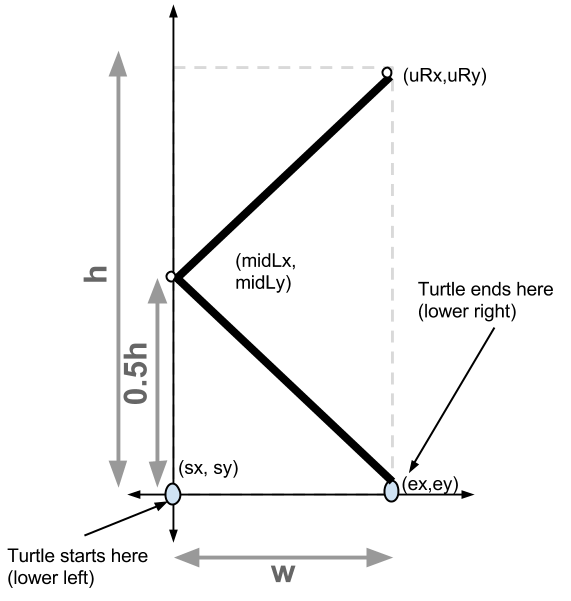 (uRx,uRy)
(midLx,
midLy)
h
Turtle ends here
(lower right)
0.5h
(sx, sy)
(ex,ey)
Turtle starts here
(lower left)
w